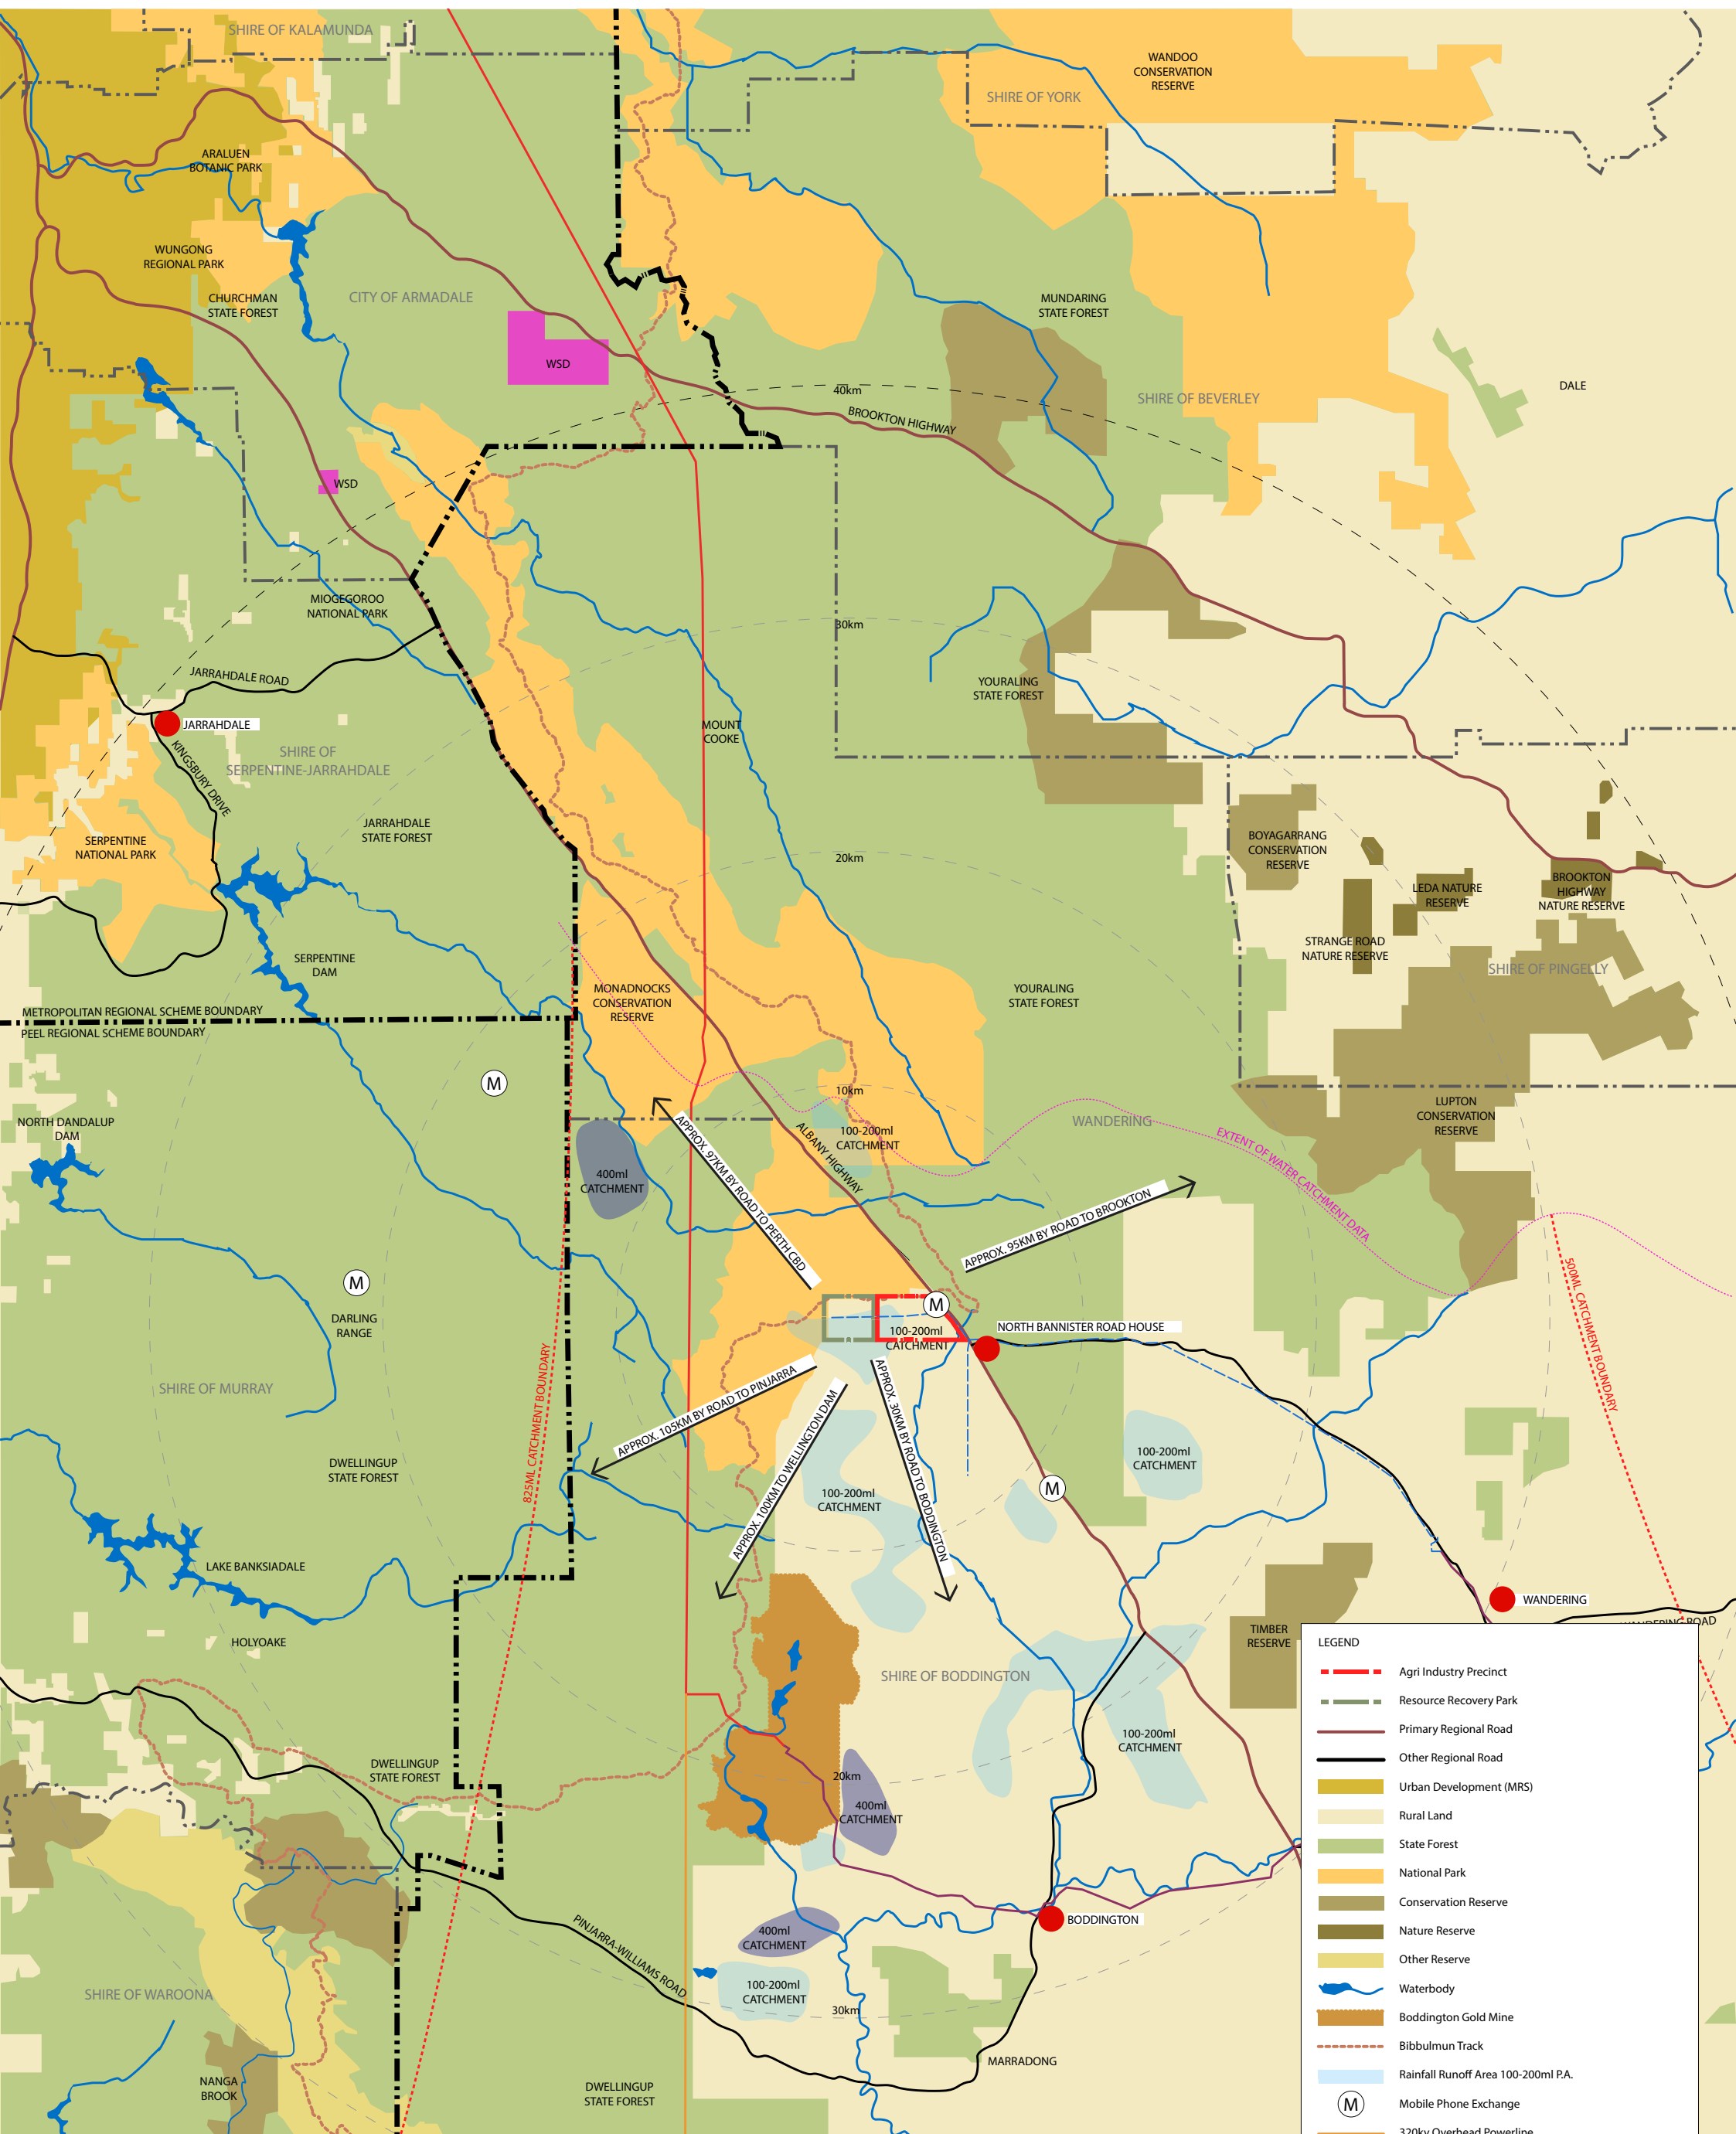 SHIRE OF KALAMUNDA
WANDOO
CONSERVATION
RESERVE
SHIRE OF YORK
ARALUEN
BOTANIC PARK
WUNGONG
REGIONAL PARK
CHURCHMAN
STATE FOREST
CITY OF ARMADALE
MUNDARING
STATE FOREST
WSD
40km
BROOKTON HIGHWAY
SHIRE OF BEVERLEY
DALE
WSD
MIOGEGOROO
NATIONAL PARK
30km
JARRAHDALE ROAD
YOURALING
STATE FOREST
JARRAHDALE
MOUNT
COOKE
KINGSBURY DRIVE
SHIRE OF
SERPENTINE-JARRAHDALE
JARRAHDALE
STATE FOREST
SERPENTINE
NATIONAL PARK
20km
BOYAGARRANG
CONSERVATION
RESERVE
LEDA NATURE
RESERVE
BROOKTON
HIGHWAY
NATURE RESERVE
STRANGE ROAD
NATURE RESERVE
SHIRE OF PINGELLY
SERPENTINE
DAM
MONADNOCKS
CONSERVATION
RESERVE
YOURALING
STATE FOREST
METROPOLITAN REGIONAL SCHEME BOUNDARY
PEEL REGIONAL SCHEME BOUNDARY
M
10km
NORTH DANDALUP
DAM
100-200ml
CATCHMENT
WANDERING
LUPTON
CONSERVATION
RESERVE
ALBANY HIGHWAY
EXTENT OF WATER CATCHMENT DATA
400ml
CATCHMENT
APPROX. 97KM BY ROAD TO PERTH CBD
APPROX. 95KM BY ROAD TO BROOKTON
M
DARLING
RANGE
M
100-200ml
CATCHMENT
NORTH BANNISTER ROAD HOUSE
500ML CATCHMENT BOUNDARY
SHIRE OF MURRAY
825ML CATCHMENT BOUNDARY
APPROX. 105KM BY ROAD TO PINJARRA
APPROX. 100KM TO WELLINGTON DAM
APPROX. 30KM BY ROAD TO BODDINGTON
DWELLINGUP
STATE FOREST
100-200ml
CATCHMENT
100-200ml
CATCHMENT
M
LAKE BANKSIADALE
WANDERING
WANDERING ROAD
HOLYOAKE
TIMBER
RESERVE
SHIRE OF BODDINGTON
100-200ml
CATCHMENT
DWELLINGUP
STATE FOREST
20km
400ml
CATCHMENT
BODDINGTON
PINJARRA-WILLIAMS ROAD
400ml
CATCHMENT
100-200ml
CATCHMENT
SHIRE OF WAROONA
30km
MARRADONG
NANGA
BROOK
DWELLINGUP
STATE FOREST
LEGEND
Agri Industry Precinct
Resource Recovery Park
Primary Regional Road
Other Regional Road
Urban Development (MRS)
Rural Land
State Forest
National Park
Conservation Reserve
Nature Reserve
Other Reserve
Waterbody
Boddington Gold Mine
Bibbulmun Track
Rainfall Runoff Area 100-200ml P.A.
M
Mobile Phone Exchange
320kv Overhead Powerline